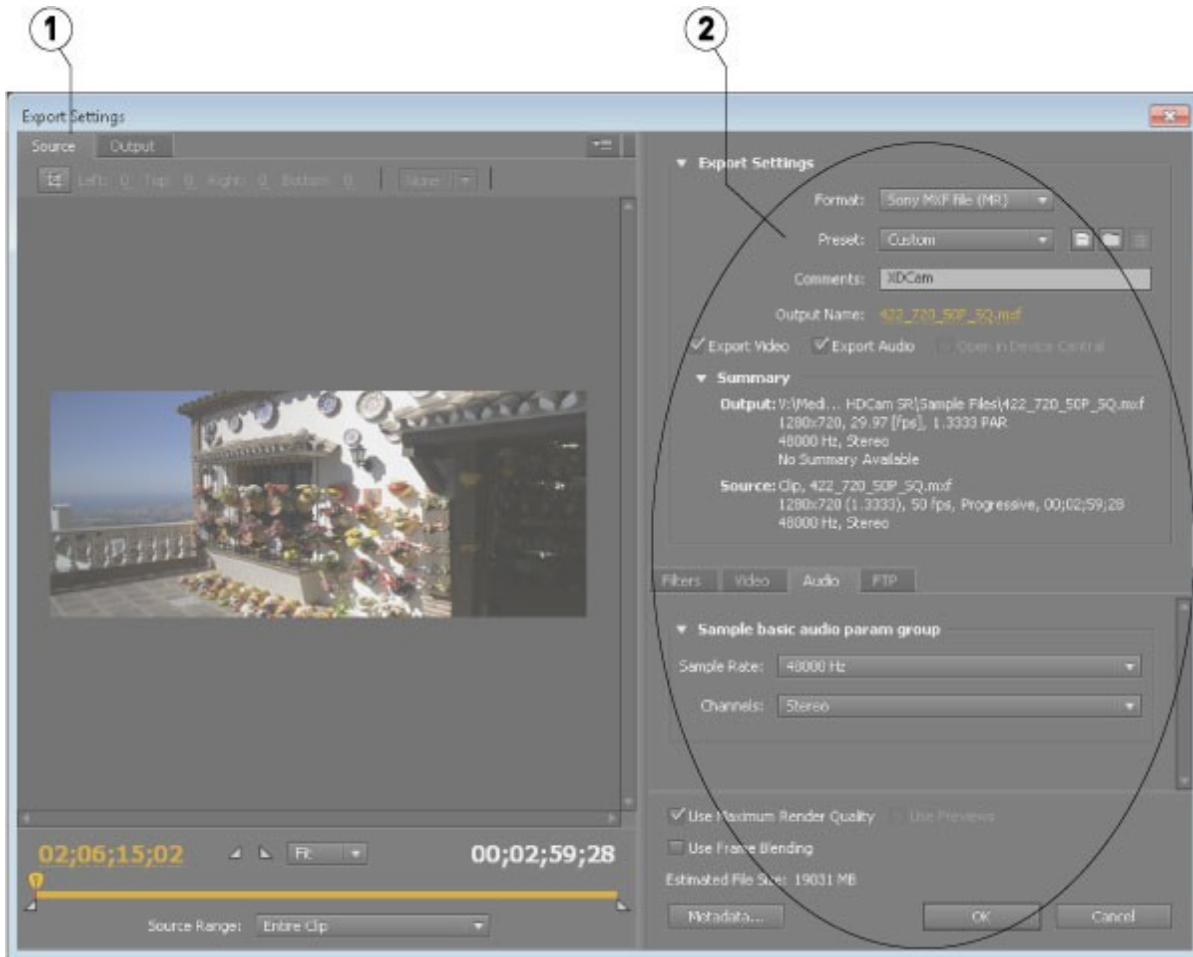 1
2
Export Settings
Source Output
Left: 0 Top: 0 Right: 0 Bottom: 0 None
Export Settings
Format: Sony MXF file (MR)
Preset: Custom
Comments: XDCam
Output Name: 422_720_50P_SQ.mxf
Export Video Export Audio Open in Device Central
Summary
Output: V:\Medi... HDCam SR\Sample Files\422_720_50P_SQ.mxf
1280x720, 29.97 [fps], 1.3333 PAR
48000 Hz, Stereo
No Summary Available
Source: Clip, 422_720_50P_SQ.mxf
1280x720 (1.3333), 50 fps, Progressive, 00;02;59;28
48000 Hz, Stereo
Filters Video Audio FTP
Sample basic audio param group
Sample Rate: 48000 Hz
Channels: Stereo
02;06;15;02 Fit 00;02;59;28
Source Range: Entire Clip
Use Maximum Render Quality Use Previews
Use Frame Blending
Estimated File Size: 19031 MB
Metadata... OK Cancel